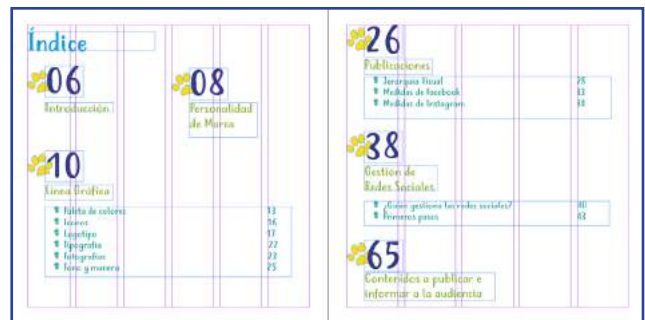 Índice
06
Introducción
08
Personalidad
de Marca
10
Línea Gráfica
Paleta de colores 13
Íconos 16
Logotipo 17
Tipografía 22
Fotografías 23
Tono y manera 25
26
Publicaciones
Jerarquía Visual 28
Medidas de Facebook 33
Medidas de Instagram 34
38
Gestión de
Redes Sociales
¿Quién gestiona las redes sociales? 40
Primeros pasos 43
65
Contenidos a publicar e
informar a la audiencia